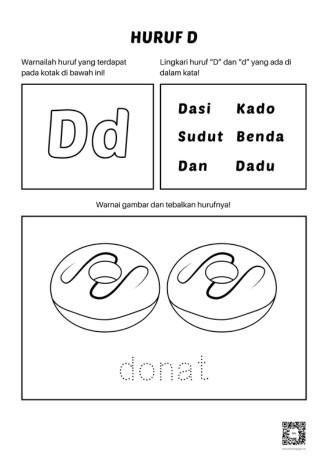 HURUF D
Warnailah huruf yang terdapat
pada kotak di bawah ini!
Lingkari huruf "D" dan "d" yang ada di
dalam kata!
Dd
Dasi Kado
Sudut Benda
Dan Dadu
Warnai gambar dan tebalkan hurufnya!
donat